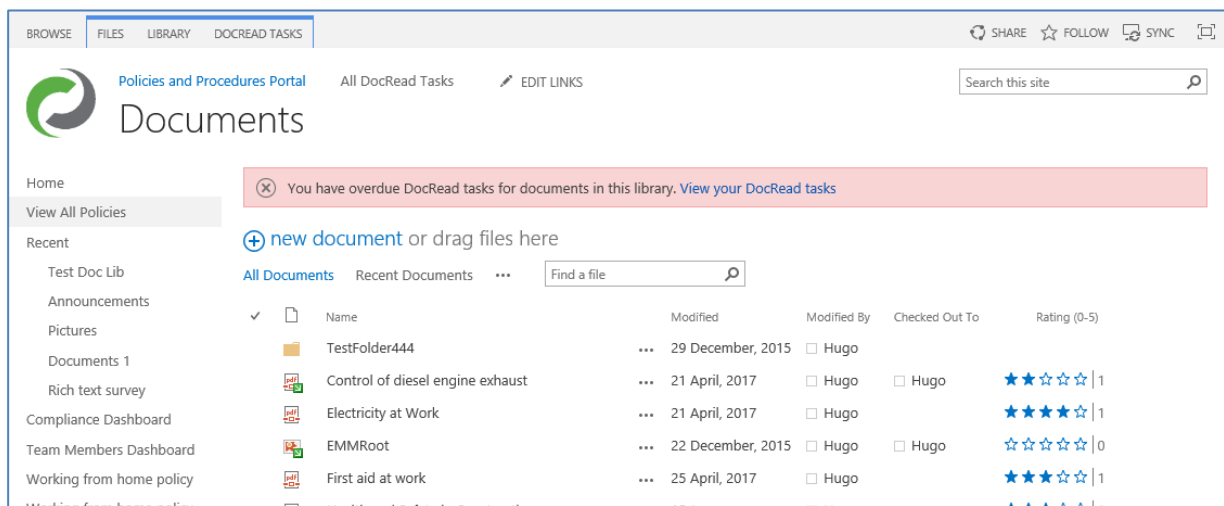 BROWSE FILES LIBRARY DOCREAD TASKS SHARE FOLLOW SYNC
Policies and Procedures Portal All DocRead Tasks EDIT LINKS Search this site
Documents
Home
View All Policies
Recent
Test Doc Lib
Announcements
Pictures
Documents 1
Rich text survey
Compliance Dashboard
Team Members Dashboard
Working from home policy
You have overdue DocRead tasks for documents in this library. View your DocRead tasks
new document or drag files here
All Documents Recent Documents ••• Find a file
Name Modified Modified By Checked Out To Rating (0-5)
TestFolder444 ••• 29 December, 2015 Hugo
Control of diesel engine exhaust ••• 21 April, 2017 Hugo Hugo 1
Electricity at Work ••• 21 April, 2017 Hugo 1
EMMRoot ••• 22 December, 2015 Hugo Hugo 0
First aid at work ••• 25 April, 2017 Hugo 1